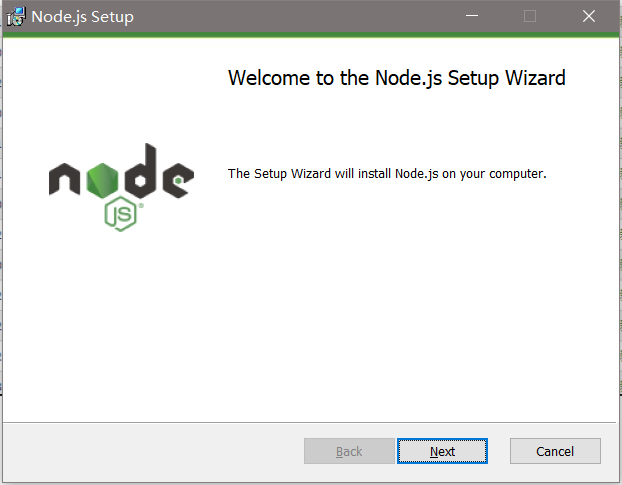 Node.js Setup
Welcome to the Node.js Setup Wizard
node
JS
The Setup Wizard will install Node.js on your computer.
Back
Next
Cancel